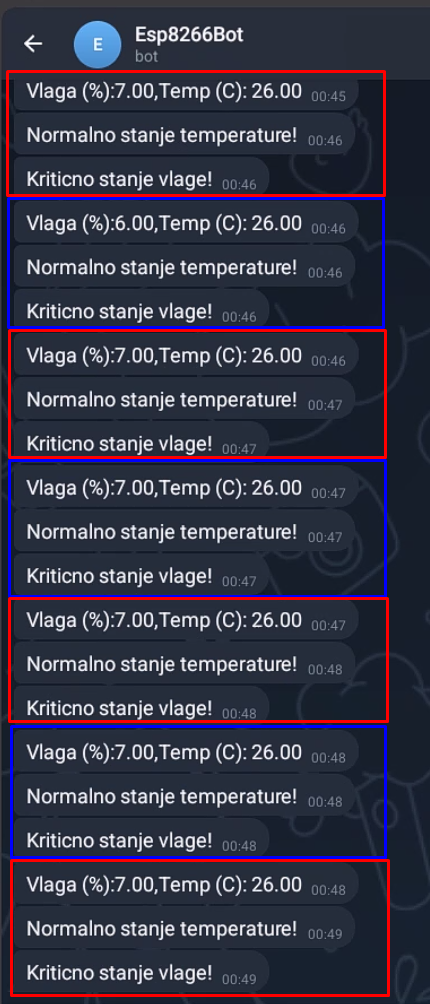 E
Esp8266Bot
bot
Vlaga (%):7.00,Temp (C): 26.00 00:45
Normalno stanje temperature! 00:46
Kriticno stanje vlage! 00:46
Vlaga (%):6.00,Temp (C): 26.00 00:46
Normalno stanje temperature! 00:46
Kriticno stanje vlage! 00:46
Vlaga (%):7.00,Temp (C): 26.00 00:46
Normalno stanje temperature! 00:47
Kriticno stanje vlage! 00:47
Vlaga (%):7.00,Temp (C): 26.00 00:47
Normalno stanje temperature! 00:47
Kriticno stanje vlage! 00:47
Vlaga (%):7.00,Temp (C): 26.00 00:47
Normalno stanje temperature! 00:48
Kriticno stanje vlage! 00:48
Vlaga (%):7.00,Temp (C): 26.00 00:48
Normalno stanje temperature! 00:48
Kriticno stanje vlage! 00:48
Vlaga (%):7.00,Temp (C): 26.00 00:48
Normalno stanje temperature! 00:49
Kriticno stanje vlage! 00:49